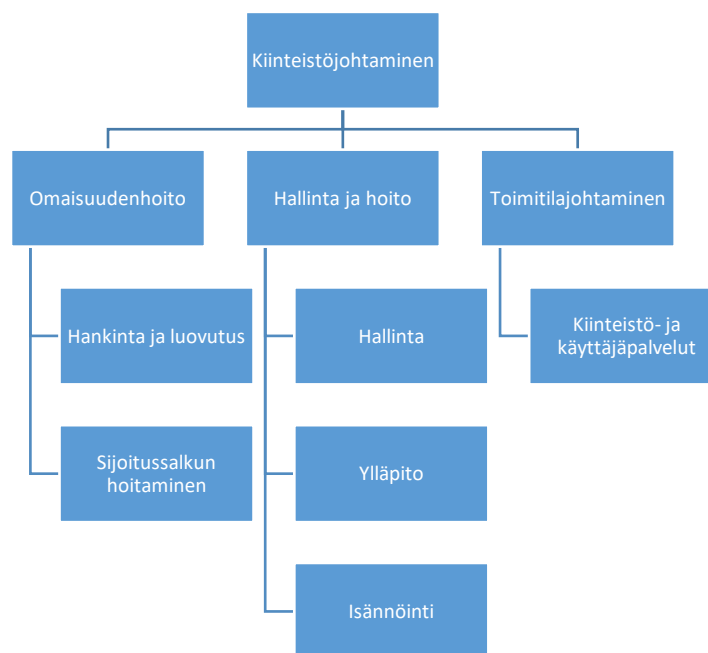 Kiinteistöjohtaminen
Omaisuudenhoito
Hallinta ja hoito
Toimitilajohtaminen
Hankinta ja luovutus
Hallinta
Kiinteistö- ja
käyttäjäpalvelut
Sijoitussalkun
hoitaminen
Ylläpito
Isännöinti